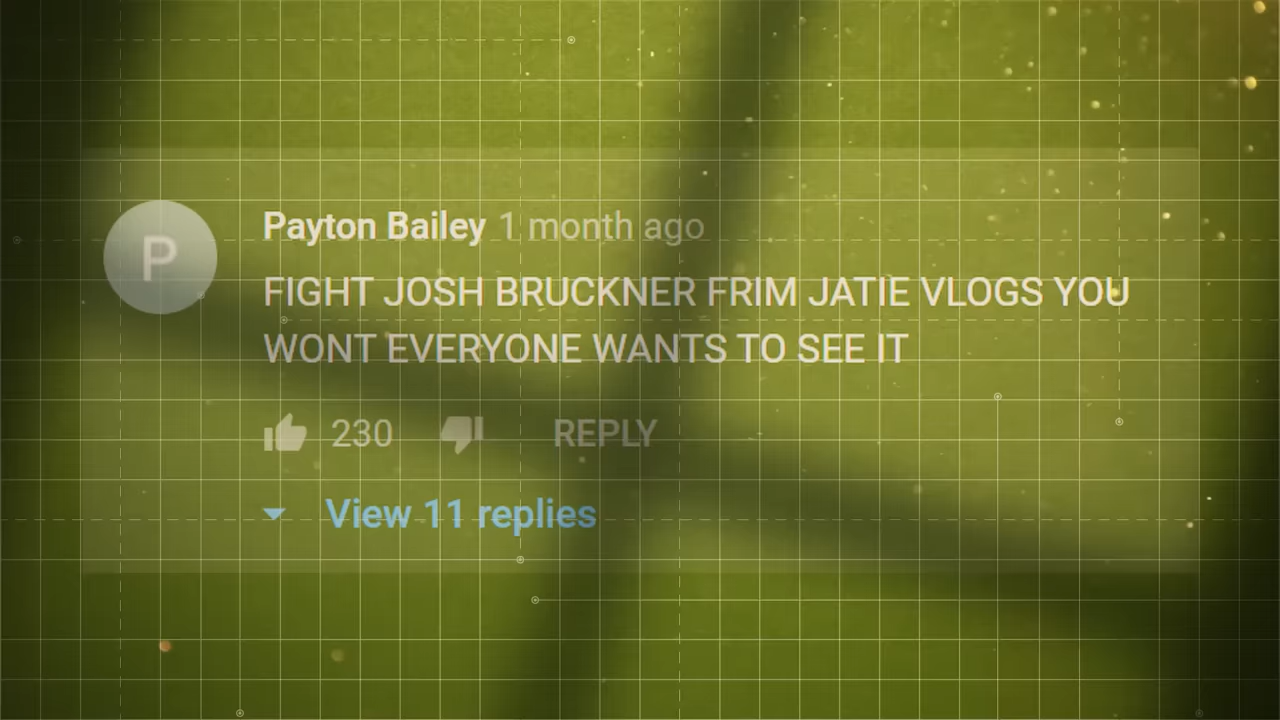 P
Payton Bailey 1 month ago
FIGHT JOSH BRUCKNER FRIM JATIE VLOGS YOU
WONT EVERYONE WANTS TO SEE IT
230 REPLY
View 11 replies